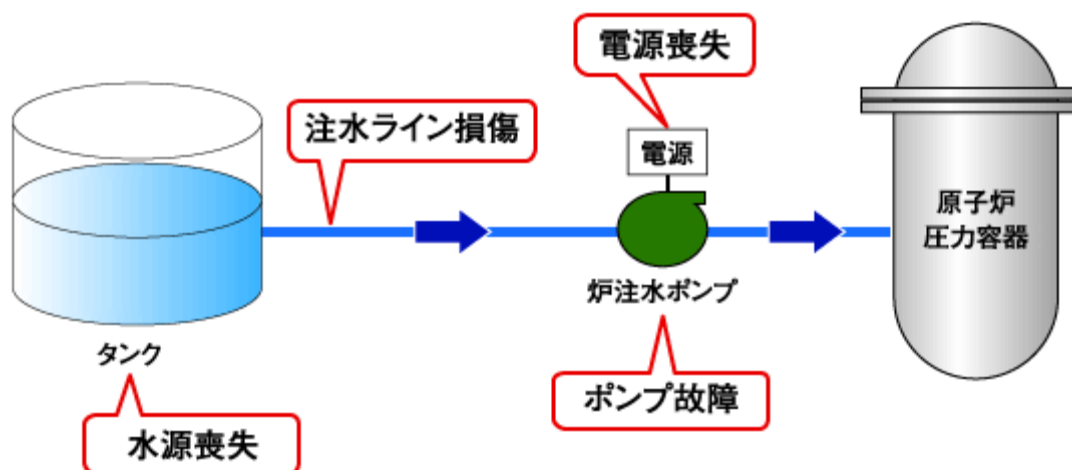 電源喪失
注水ライン損傷
電源
原子炉
圧力容器
炉注水ポンプ
タンク
ポンプ故障
水源喪失